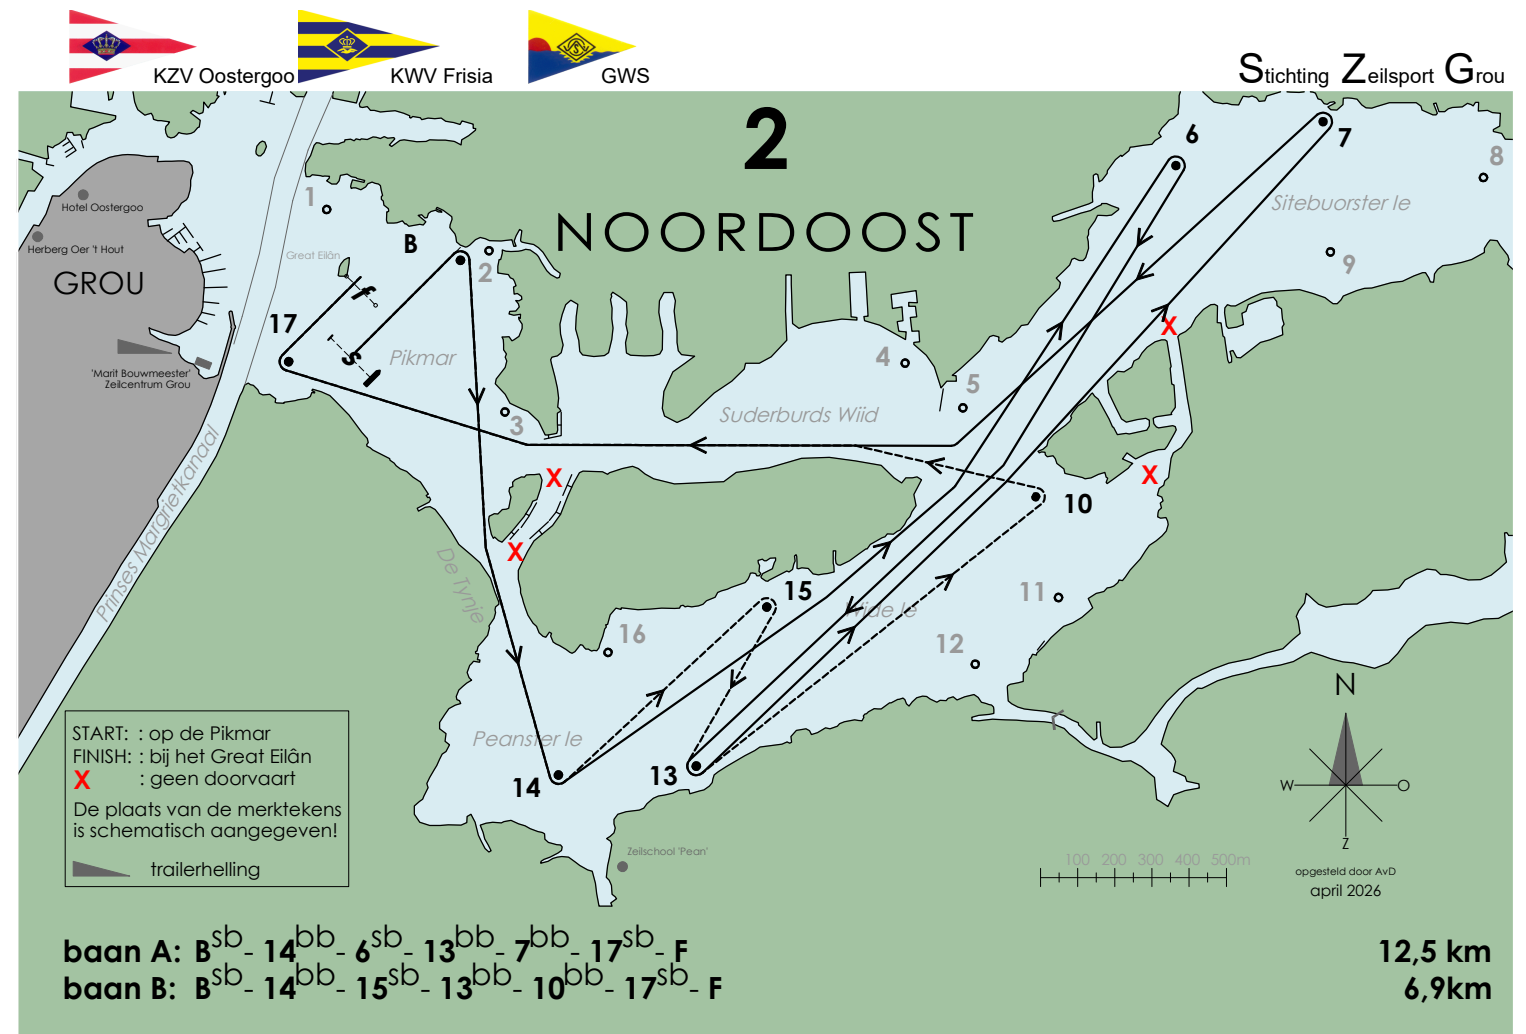 KZV Oostergoo
KWV Frisia
GWS
Stichting Zeilsport Grou
2
NOORDOOST
6
7
8
Hotel Oostergoo
1
Sitebuorster Ie
Herberg Oer 't Hout
B
Great Eilân
2
9
GROU
f
17
S
Pikmar
4
'Marit Bouwmeester'
Zeilcentrum Grou
5
3
Suderburds Wiid
X
X
X
10
X
Prinses Margrietkanaal
De Tynje
15
11
Wide Ie
16
12
N
START: : op de Pikmar
FINISH: : bij het Great Eilân
X : geen doorvaart
De plaats van de merktekens
is schematisch aangegeven!
trailerhelling
Peanster Ie
14
13
W
O
Z
Zeilschool 'Pean'
100 200 300 400 500m
opgesteld door AvD
april 2026
baan A: Bsb- 14bb- 6sb- 13bb- 7bb- 17sb- F 12,5 km
baan B: Bsb- 14bb- 15sb- 13bb- 10bb- 17sb- F 6,9km